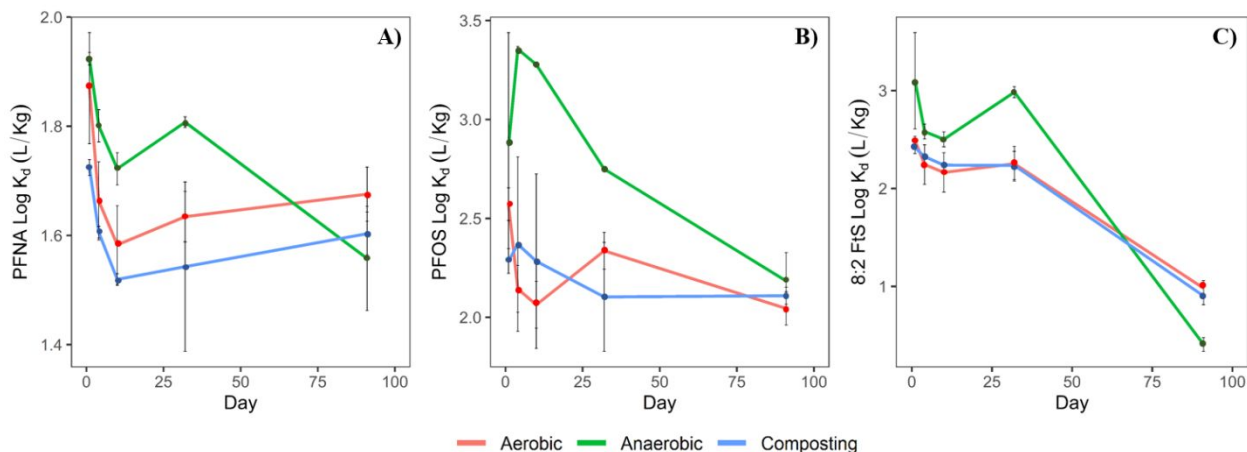 A)
PFNA Log Kd (L/Kg)
2.0
1.8
1.6
1.4
0 25 50 75 100
Day
B)
PFOS Log Kd (L/Kg)
3.5
3.0
2.5
2.0
0 25 50 75 100
Day
C)
8:2 FtS Log Kd (L/Kg)
3
2
1
0 25 50 75 100
Day
Aerobic Anaerobic Composting